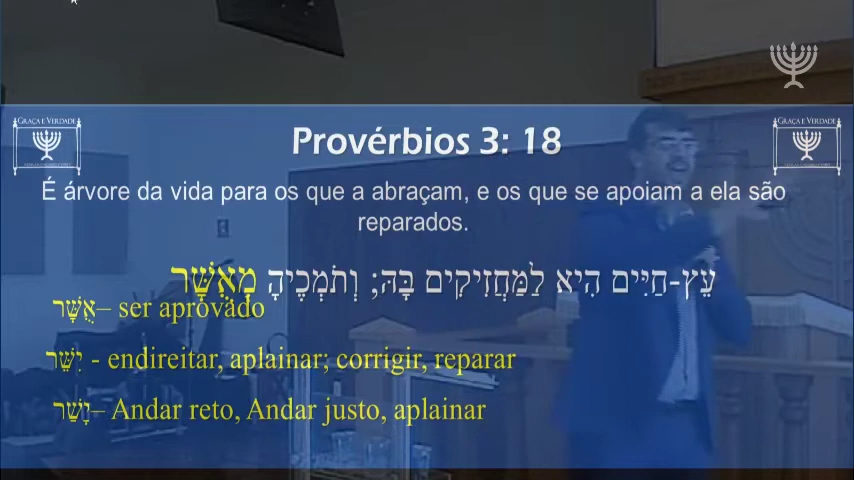 GRAÇA E VERDADE
GRAÇA E VERDADE
Provérbios 3: 18
É árvore da vida para os que a abraçam, e os que se apoiam a ela são
reparados.
עֵץ-חַיִּים הִיא לַמַּחֲזִיקִים בָּהּ; וְתֹמְכֶיהָ מְאֻשָּׁר
אֻשָּׁר– ser aprovado
יִשֵּׁר - endireitar, aplainar; corrigir, reparar
יָשַׁר– Andar reto, Andar justo, aplainar